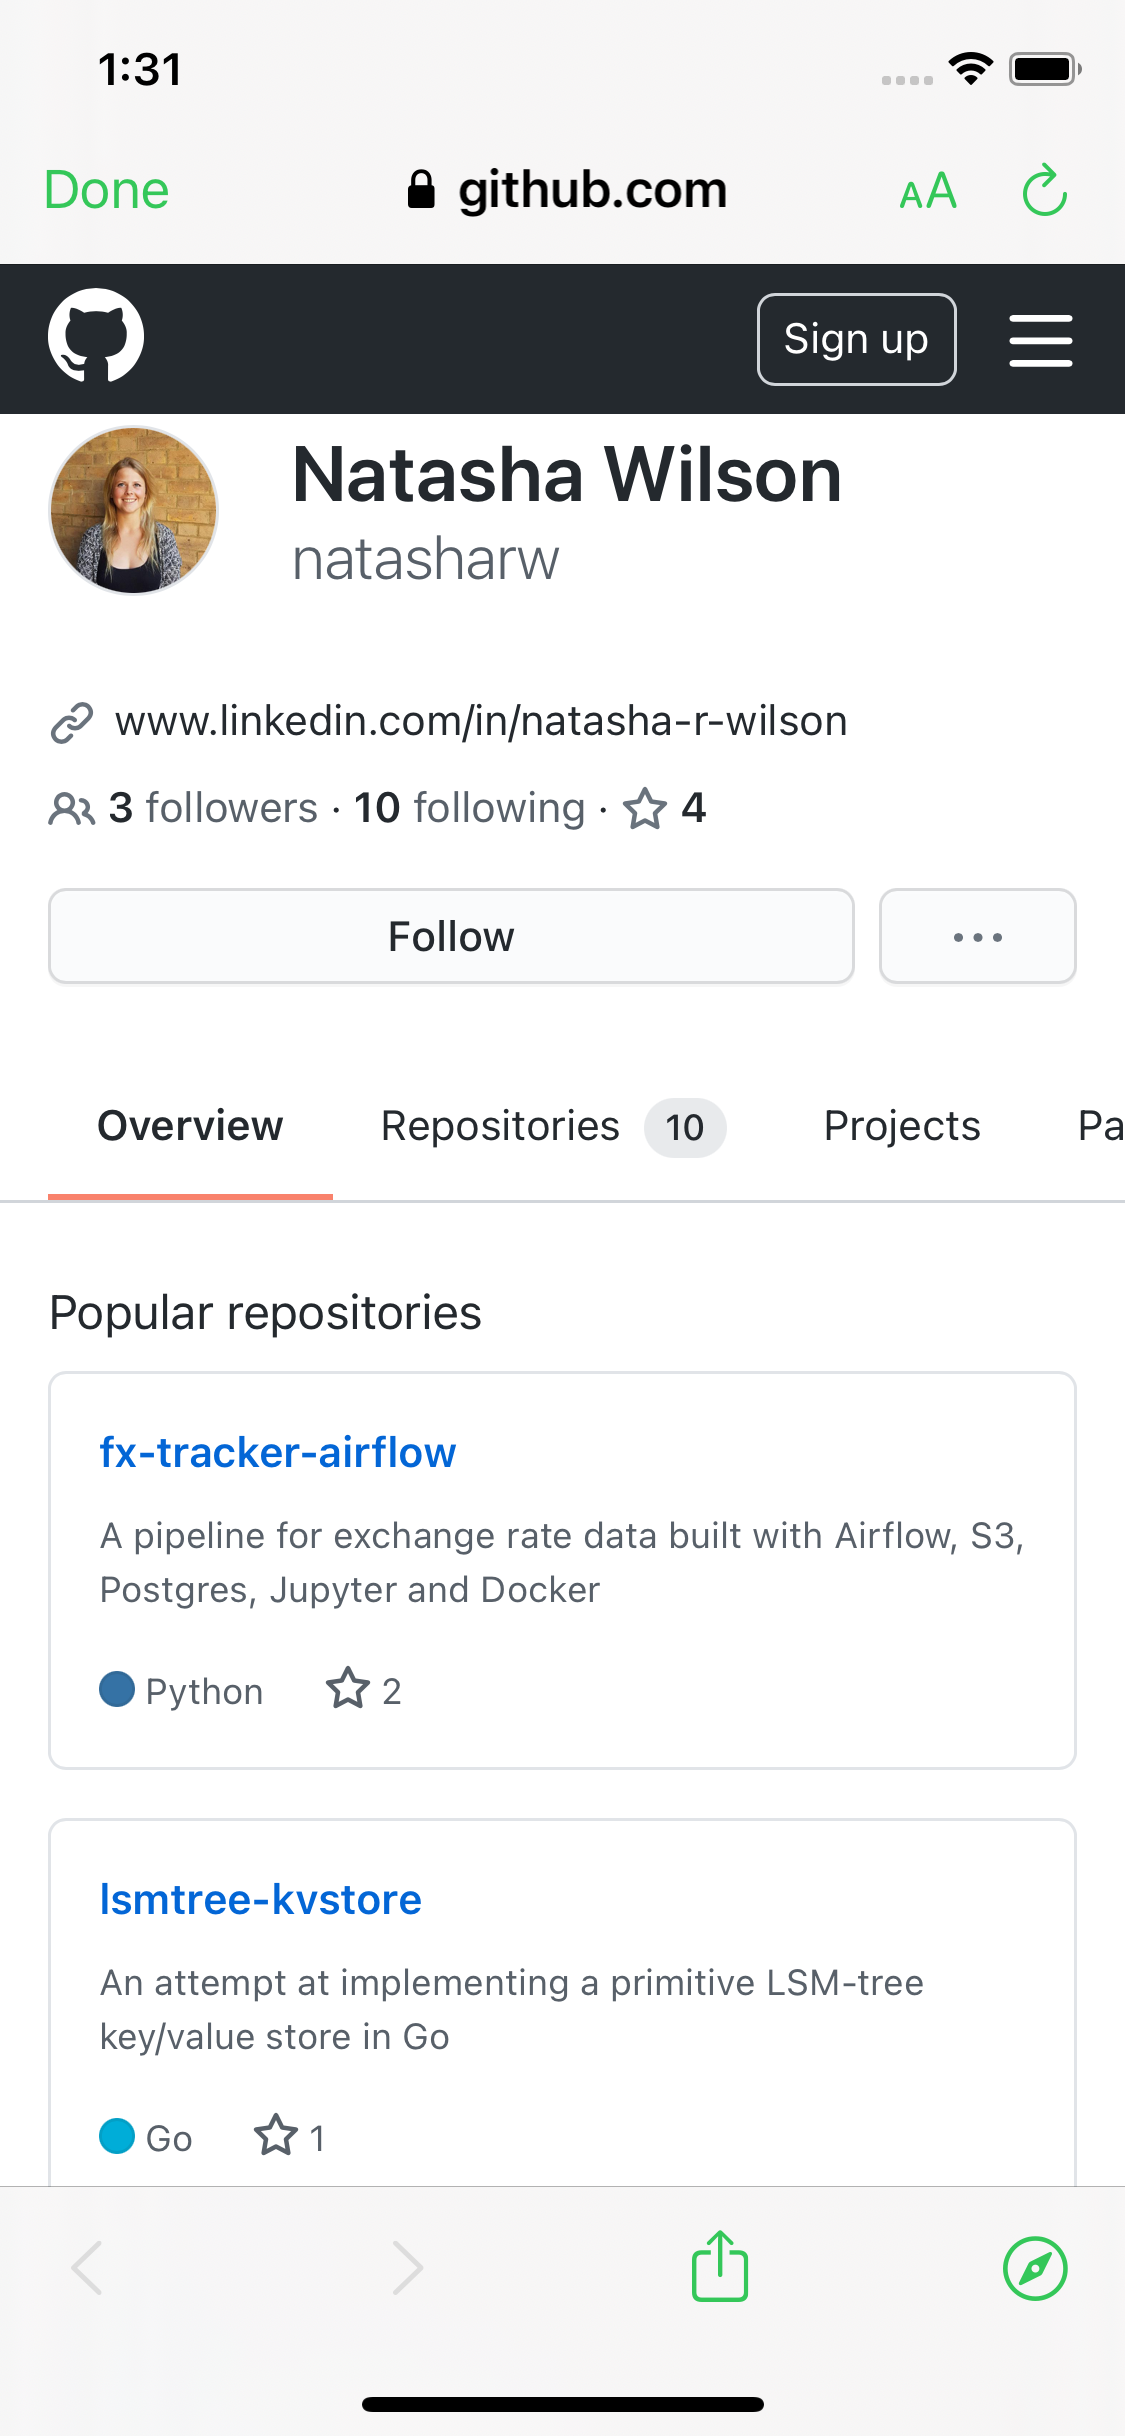 1:31
Done
github.com
AA
Sign up
Natasha Wilson
natasharw
www.linkedin.com/in/natasha-r-wilson
3 followers · 10 following · 4
Follow
Overview Repositories 10 Projects Pa
Popular repositories
fx-tracker-airflow
A pipeline for exchange rate data built with Airflow, S3,
Postgres, Jupyter and Docker
Python 2
lsmtree-kvstore
An attempt at implementing a primitive LSM-tree
key/value store in Go
Go 1